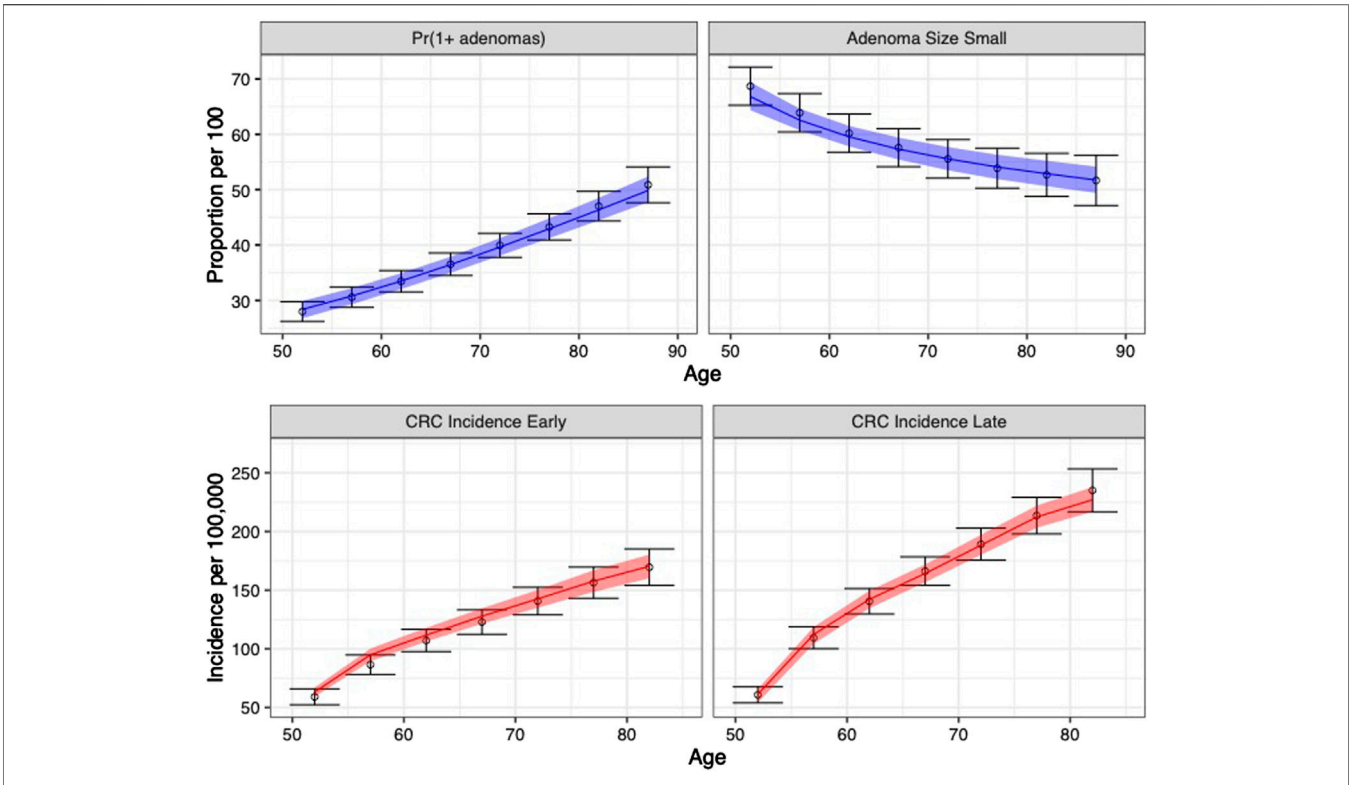 Pr(1+ adenomas)
Adenoma Size Small
Proportion per 100
70
60
50
40
30
50 60 70 80 90
50 60 70 80 90
Age
CRC Incidence Early
CRC Incidence Late
Incidence per 100,000
250
200
150
100
50
50 60 70 80
50 60 70 80
Age